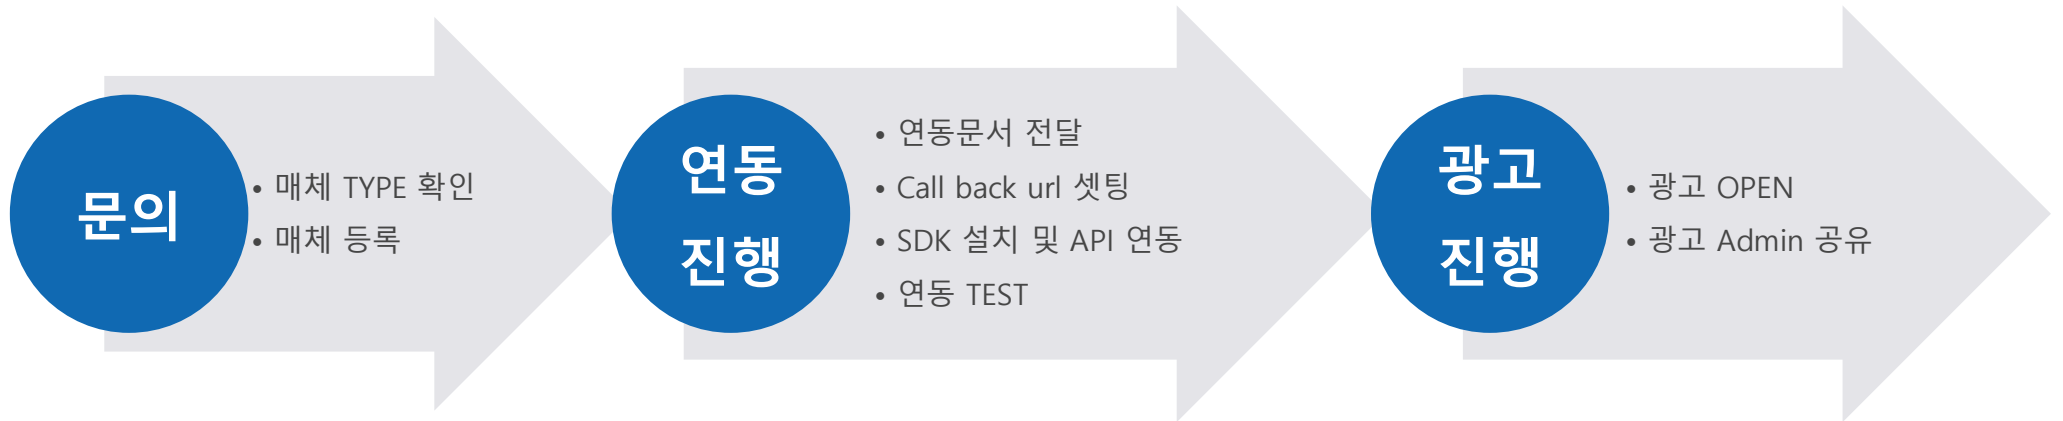 문의
• 매체 TYPE 확인
• 매체 등록
연동
진행
• 연동문서 전달
• Call back url 셋팅
• SDK 설치 및 API 연동
• 연동 TEST
광고
진행
• 광고 OPEN
• 광고 Admin 공유